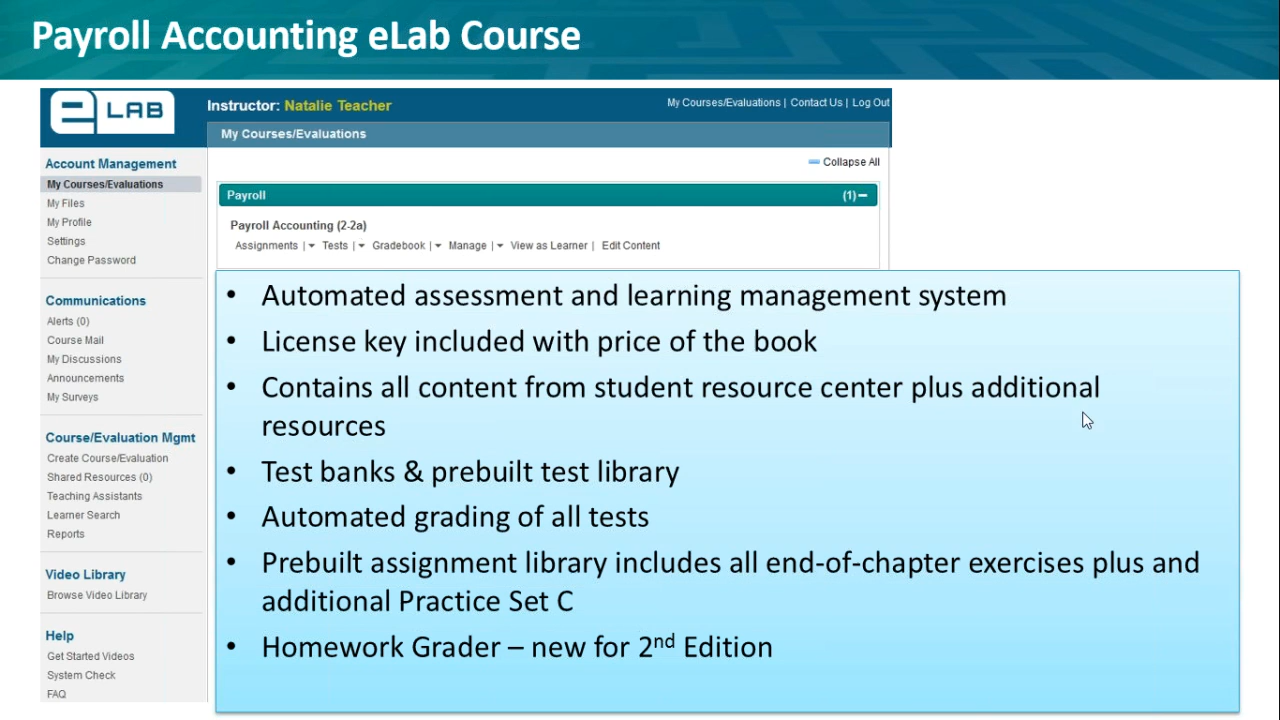 Payroll Accounting eLab Course
e LAB
Instructor: Natalie Teacher
My Courses/Evaluations | Contact Us | Log Out
My Courses/Evaluations
Collapse All
Account Management
My Courses/Evaluations
My Files
My Profile
Settings
Change Password
Communications
Alerts (0)
Course Mail
My Discussions
Announcements
My Surveys
Course/Evaluation Mgmt
Create Course/Evaluation
Shared Resources (0)
Teaching Assistants
Learner Search
Reports
Video Library
Browse Video Library
Help
Get Started Videos
System Check
FAQ
Payroll (1)
Payroll Accounting (2-2a)
Assignments | Tests | Gradebook | Manage | View as Learner | Edit Content
• Automated assessment and learning management system
• License key included with price of the book
• Contains all content from student resource center plus additional
resources
• Test banks & prebuilt test library
• Automated grading of all tests
• Prebuilt assignment library includes all end-of-chapter exercises plus and
additional Practice Set C
• Homework Grader – new for 2nd Edition